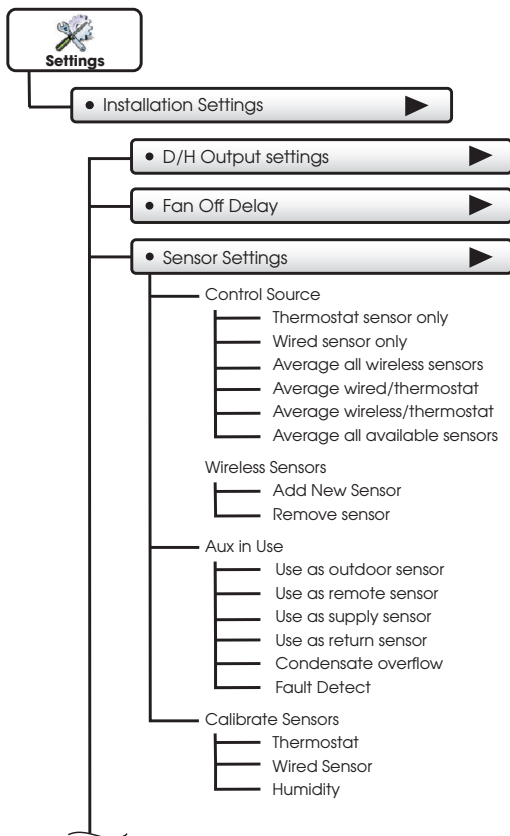 Settings
• Installation Settings
• D/H Output settings
• Fan Off Delay
• Sensor Settings
Control Source
Thermostat sensor only
Wired sensor only
Average all wireless sensors
Average wired/thermostat
Average wireless/thermostat
Average all available sensors
Wireless Sensors
Add New Sensor
Remove sensor
Aux in Use
Use as outdoor sensor
Use as remote sensor
Use as supply sensor
Use as return sensor
Condensate overflow
Fault Detect
Calibrate Sensors
Thermostat
Wired Sensor
Humidity